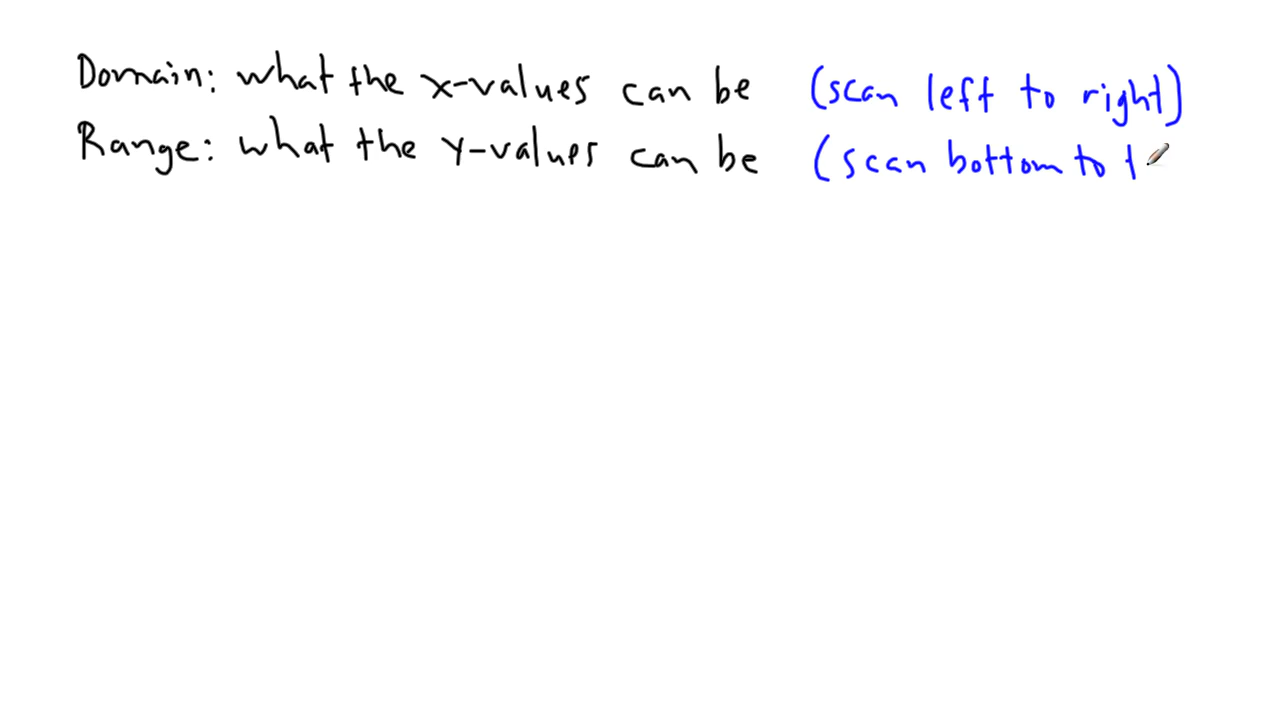 Domain: what the x-values can be (scan left to right)
Range: what the y-values can be (scan bottom to t